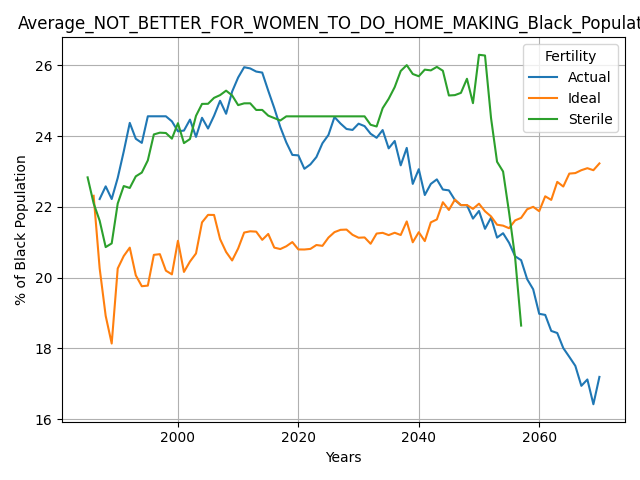 Average_NOT_BETTER_FOR_WOMEN_TO_DO_HOME_MAKING_Black_Populat
Fertility
Actual
Ideal
Sterile
% of Black Population
26
24
22
20
18
16
2000
2020
2040
2060
Years